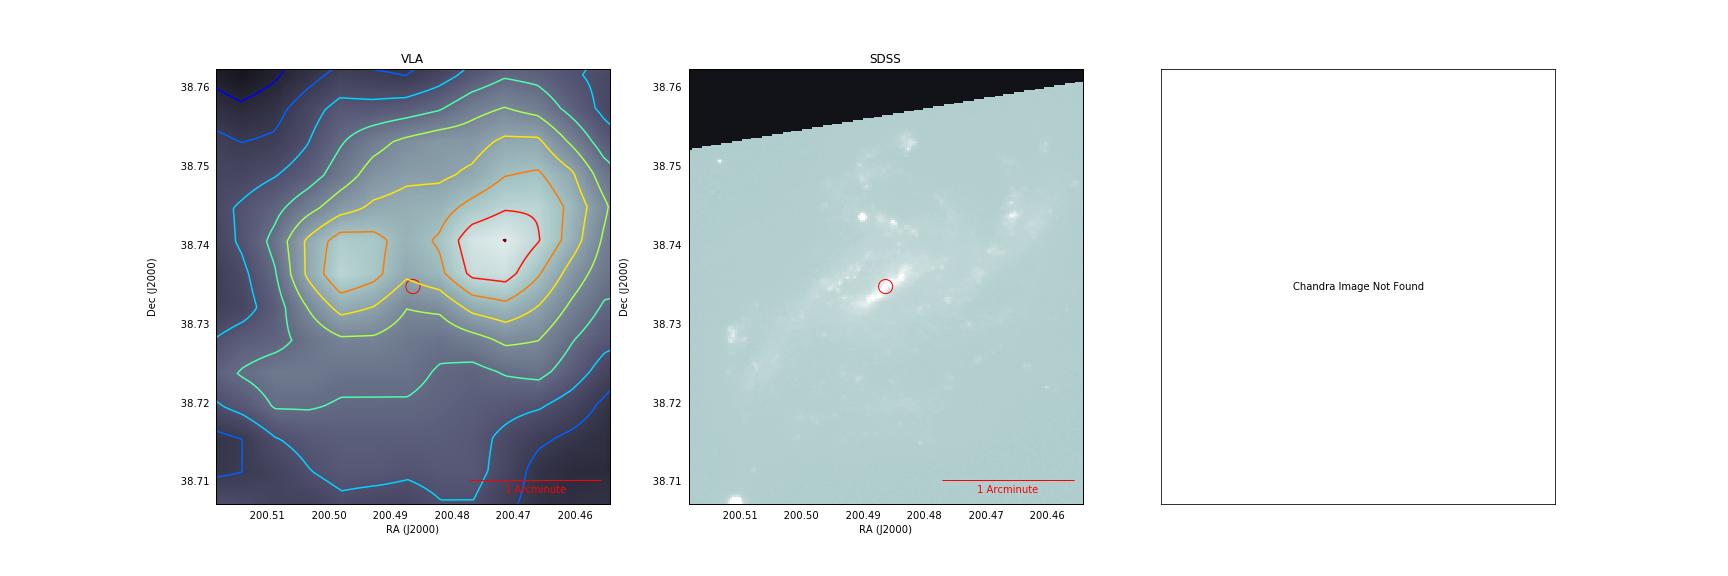 VLA
38.76
38.75
38.74
38.73
38.72
38.71
Dec (J2000)
1 Arcminute
200.51 200.50 200.49 200.48 200.47 200.46
RA (J2000)
SDSS
38.76
38.75
38.74
38.73
38.72
38.71
Dec (J2000)
1 Arcminute
200.51 200.50 200.49 200.48 200.47 200.46
RA (J2000)
Chandra Image Not Found